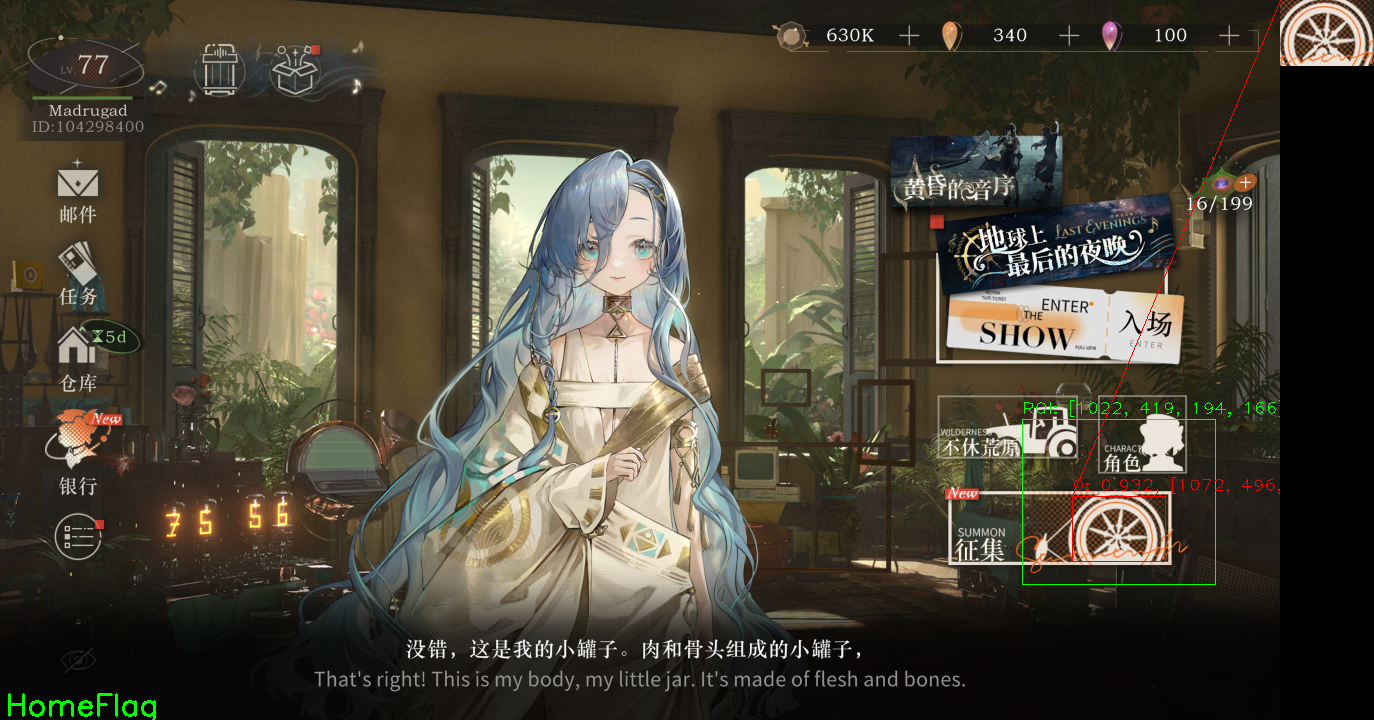 LV. 77
Madrugad
ID:104298400
630K
340
100
邮件
任务
5d
仓库
New
银行
75 56
黄昏的音序
16/199
地球上
最后的夜晚
LAST EVENINGS
ENTER
THE
SHOW
FULL VIEW
入场
ENTER
ROI: [1022, 419, 194, 166
WILDERNESS
不休荒原
CHARACT
角色
0.932, [1072, 496,
New
SUMMON
征集
没错，这是我的小罐子。肉和骨头组成的小罐子，
That's right! This is my body, my little jar. It's made of flesh and bones.
HomeFlag